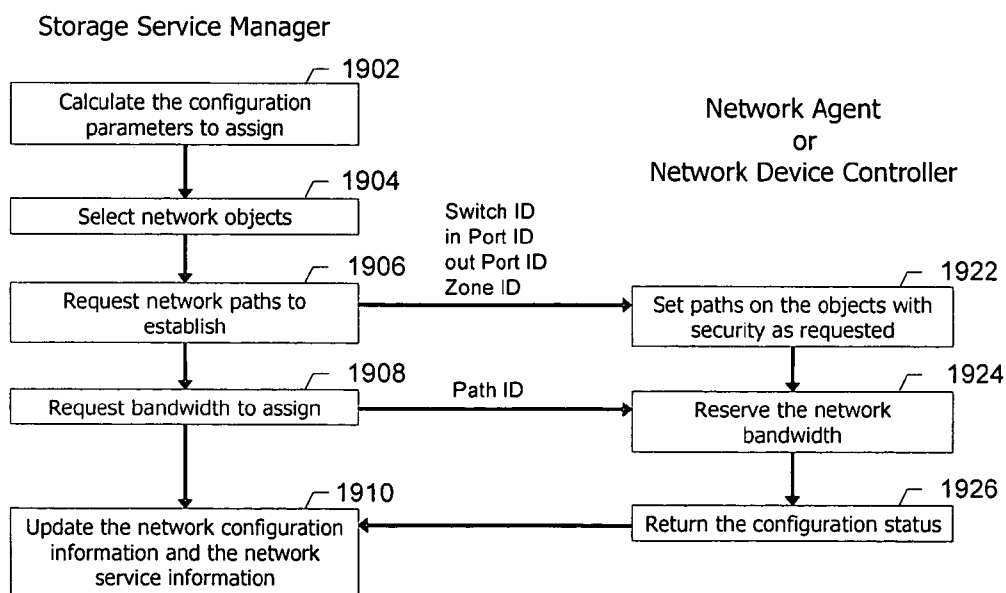 Storage Service Manager
1902
Calculate the configuration
parameters to assign
Network Agent
or
Network Device Controller
1904
Select network objects
Switch ID
in Port ID
out Port ID
Zone ID
1906
Request network paths to
establish
1922
Set paths on the objects with
security as requested
1908
Request bandwidth to assign
Path ID
1924
Reserve the network
bandwidth
1910
Update the network configuration
information and the network
service information
1926
Return the configuration status